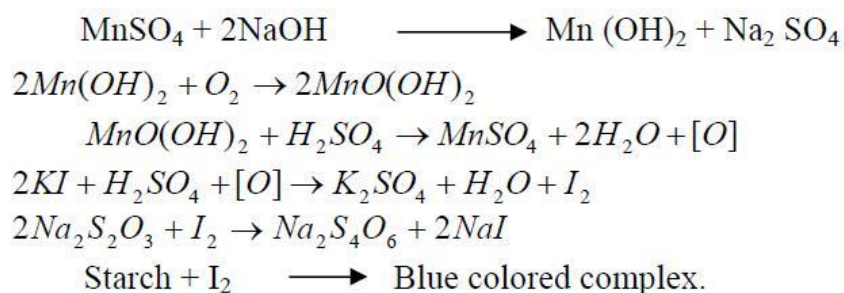 MnSO₄ + 2NaOH ⟶ Mn (OH)₂ + Na₂ SO₄
2Mn(OH)₂ + O₂ → 2MnO(OH)₂
MnO(OH)₂ + H₂SO₄ → MnSO₄ + 2H₂O + [O]
2KI + H₂SO₄ + [O] → K₂SO₄ + H₂O + I₂
2Na₂S₂O₃ + I₂ → Na₂S₄O₆ + 2NaI
Starch + I₂ ⟶ Blue colored complex.